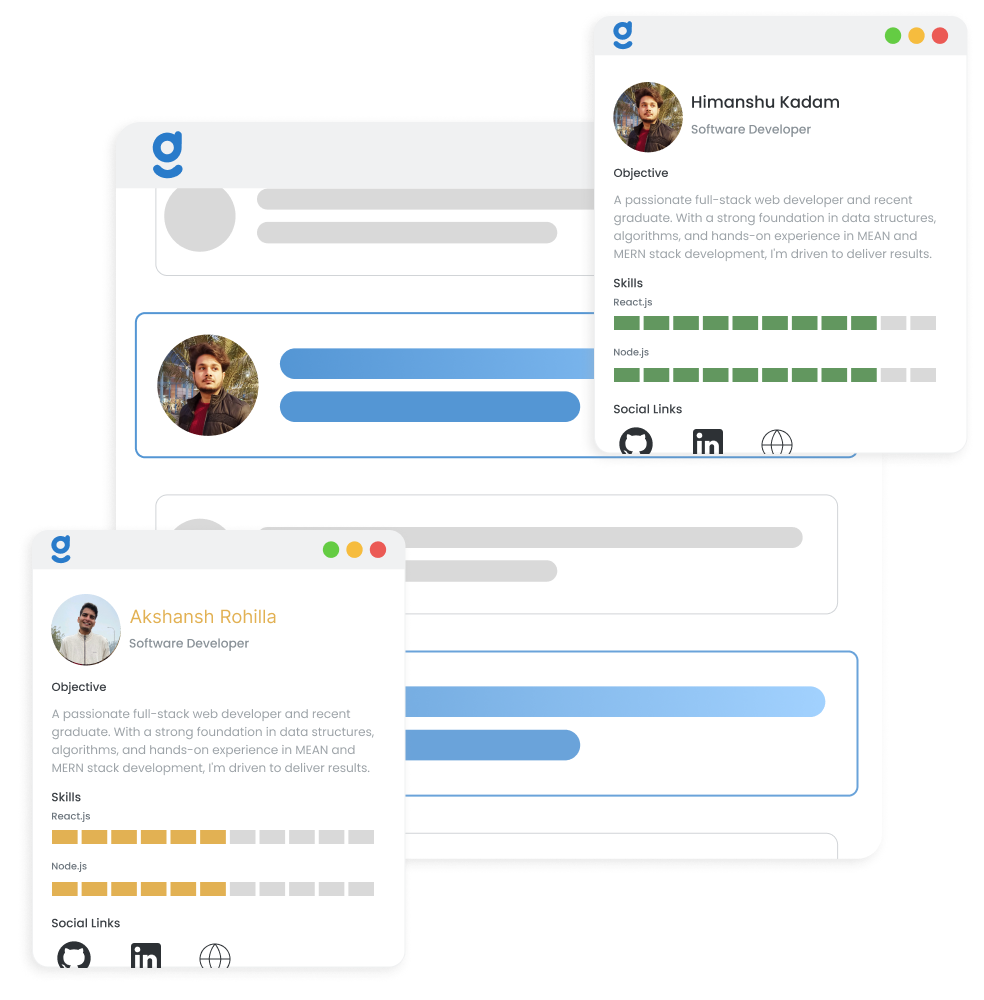 Himanshu Kadam
Software Developer
Objective
A passionate full-stack web developer and recent
graduate. With a strong foundation in data structures,
algorithms, and hands-on experience in MEAN and
MERN stack development, I'm driven to deliver results.
Skills
React.js
Node.js
Social Links
in
Akshansh Rohilla
Software Developer
Objective
A passionate full-stack web developer and recent
graduate. With a strong foundation in data structures,
algorithms, and hands-on experience in MEAN and
MERN stack development, I'm driven to deliver results.
Skills
React.js
Node.js
Social Links
in